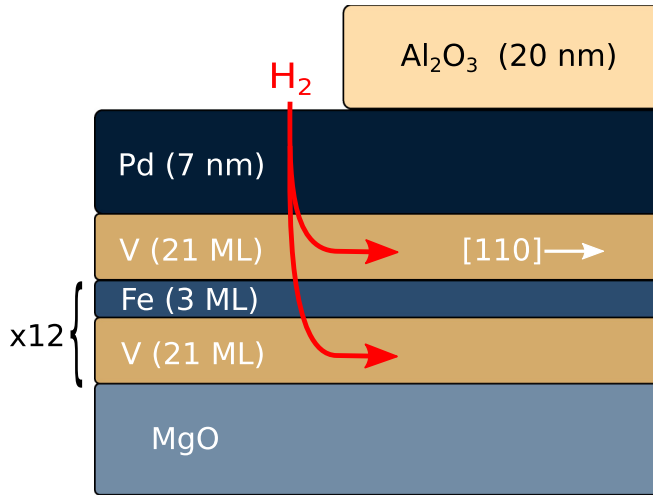 Al₂O₃ (20 nm)
H₂
Pd (7 nm)
V (21 ML) [110]
Fe (3 ML)
x12
V (21 ML)
MgO